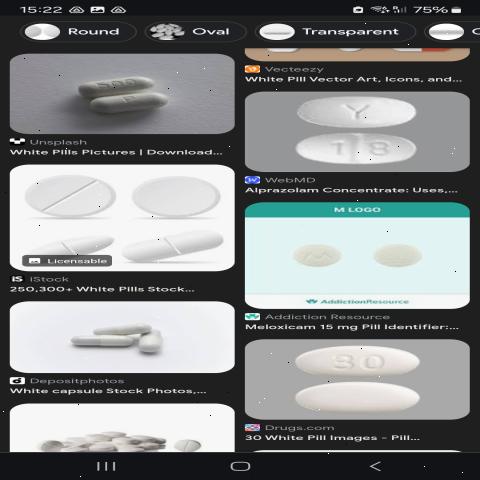 15:22
75%
Round
Oval
Transparent
Unsplash
White Pills Pictures | Download...
Licensable
iStock
250,300+ White Pills Stock...
Depositphotos
White capsule Stock Photos,...
Vecteezy
White Pill Vector Art, Icons, and...
Y
18
WebMD
Alprazolam Concentrate: Uses,...
M LOGO
M
AddictionResource
Addiction Resource
Meloxicam 15 mg Pill Identifier:...
30
Drugs.com
30 White Pill Images - Pill...